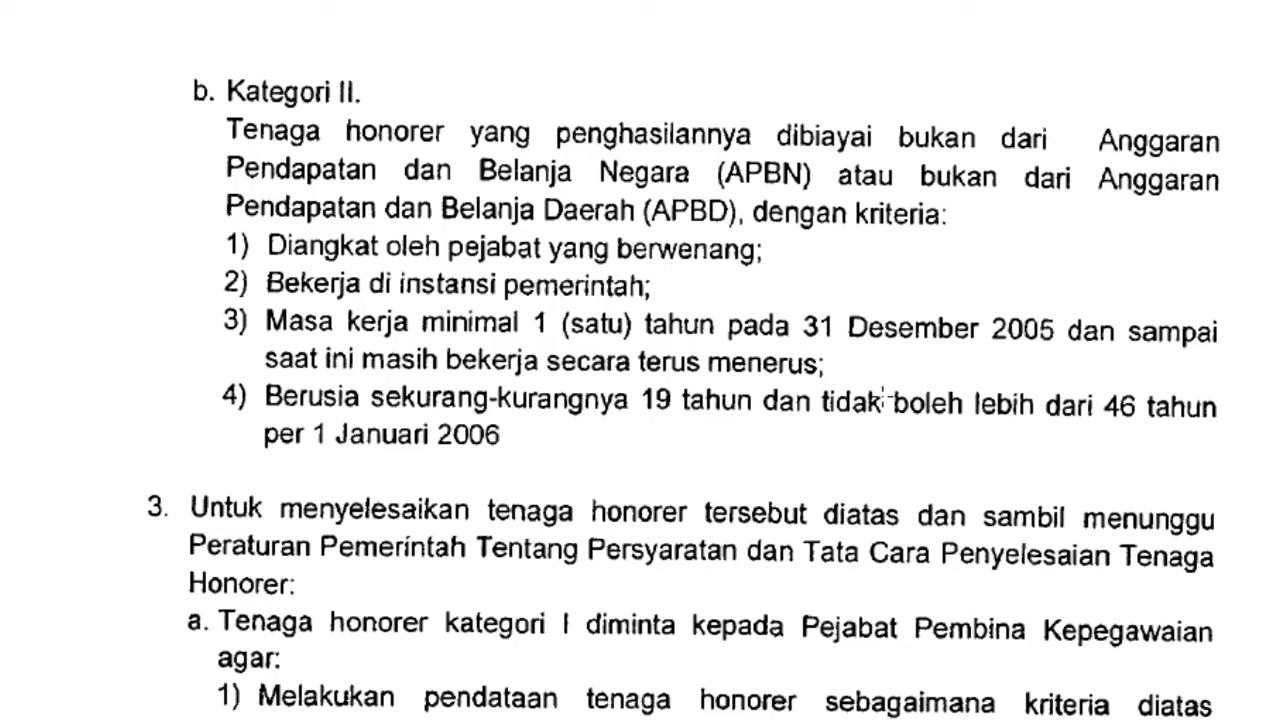 b. Kategori II.
Tenaga honorer yang penghasilannya dibiayai bukan dari Anggaran
Pendapatan dan Belanja Negara (APBN) atau bukan dari Anggaran
Pendapatan dan Belanja Daerah (APBD), dengan kriteria:
1) Diangkat oleh pejabat yang berwenang;
2) Bekerja di instansi pemerintah;
3) Masa kerja minimal 1 (satu) tahun pada 31 Desember 2005 dan sampai
saat ini masih bekerja secara terus menerus;
4) Berusia sekurang-kurangnya 19 tahun dan tidak boleh lebih dari 46 tahun
per 1 Januari 2006
3. Untuk menyelesaikan tenaga honorer tersebut diatas dan sambil menunggu
Peraturan Pemerintah Tentang Persyaratan dan Tata Cara Penyelesaian Tenaga
Honorer:
a. Tenaga honorer kategori I diminta kepada Pejabat Pembina Kepegawaian
agar:
1) Melakukan pendataan tenaga honorer sebagaimana kriteria diatas